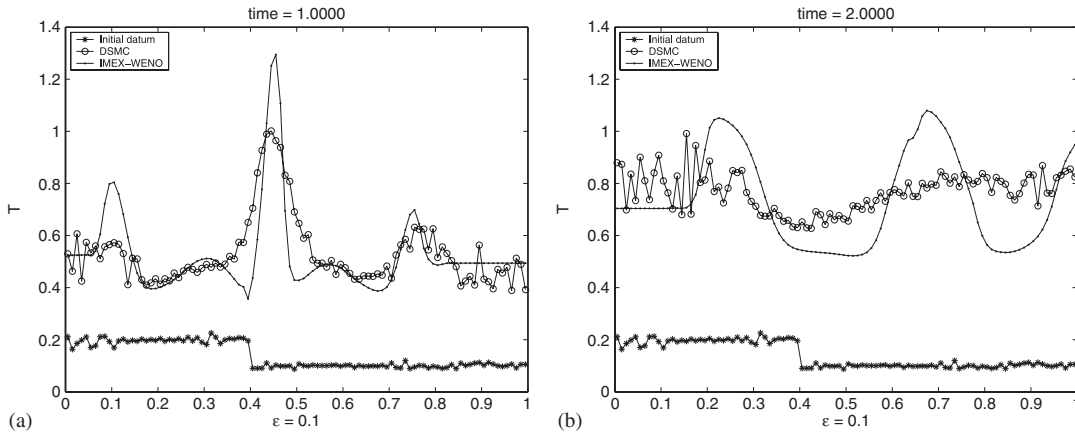 time = 1.0000
Initial datum
DSMC
IMEX-WENO
T
1.4
1.2
1
0.8
0.6
0.4
0.2
0
0 0.1 0.2 0.3 0.4 0.5 0.6 0.7 0.8 0.9 1
ε = 0.1
(a)
time = 2.0000
Initial datum
DSMC
IMEX-WENO
T
1.4
1.2
1
0.8
0.6
0.4
0.2
0
0 0.1 0.2 0.3 0.4 0.5 0.6 0.7 0.8 0.9 1
ε = 0.1
(b)